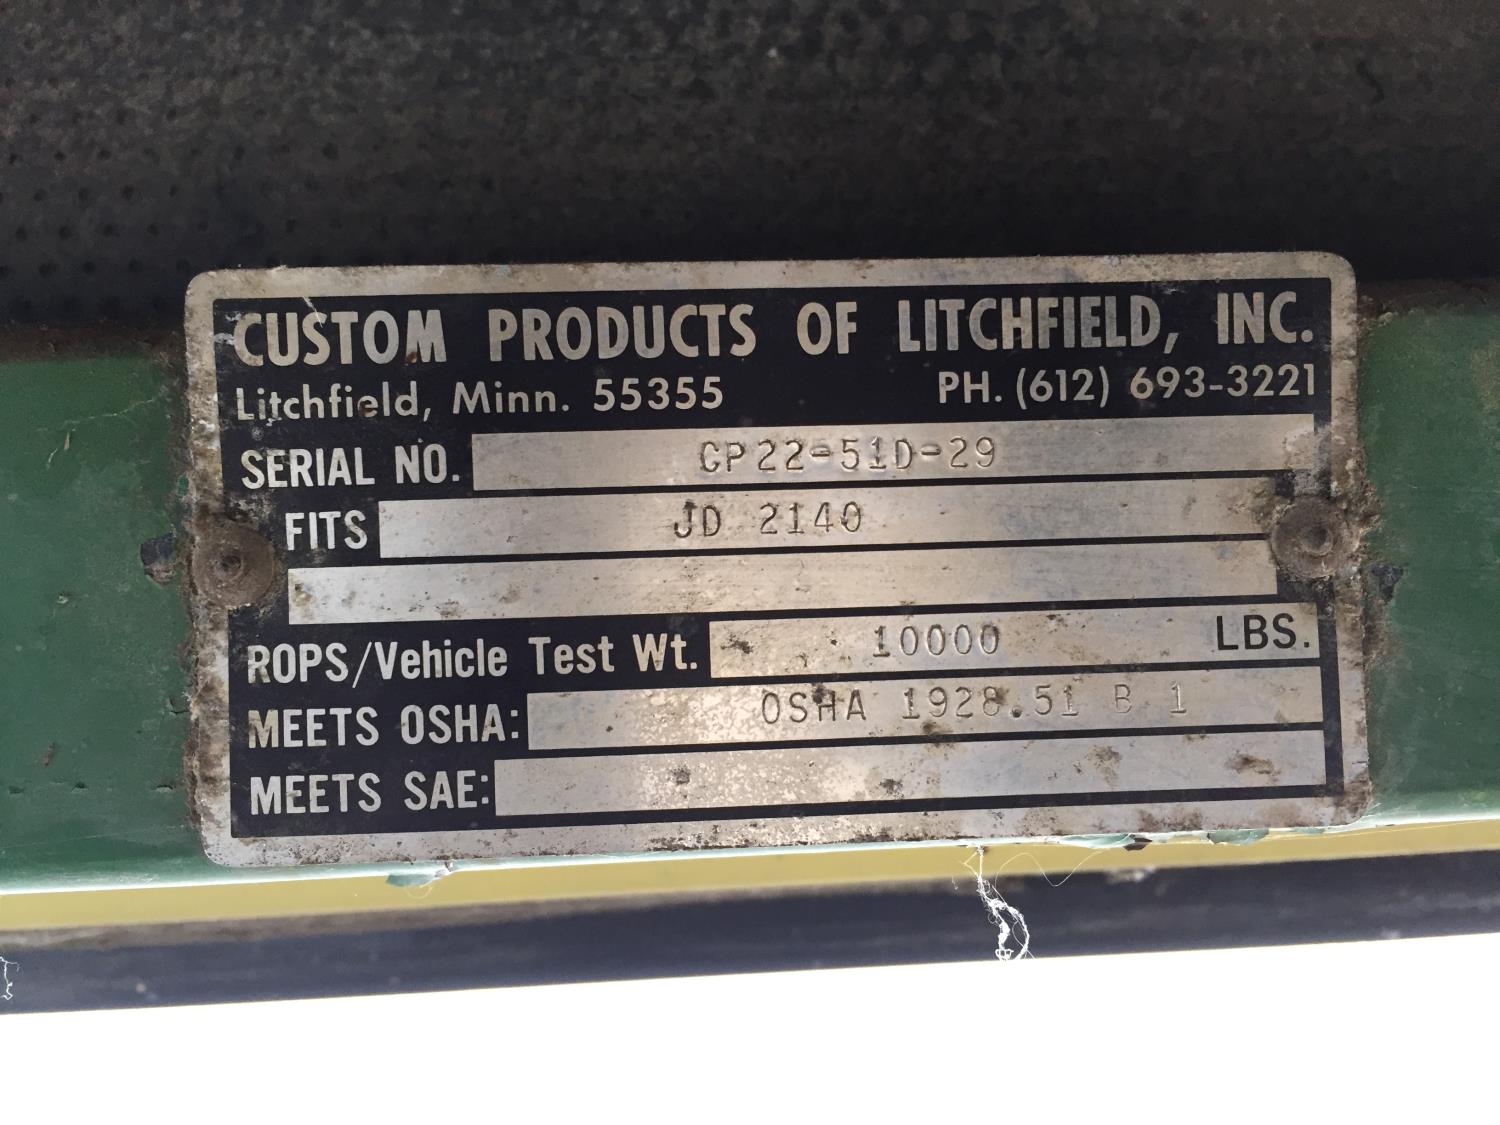 CUSTOM PRODUCTS OF LITCHFIELD, INC.
Litchfield, Minn. 55355 PH. (612) 693-3221
SERIAL NO. CP22-51D-29
FITS JD 2140
ROPS/Vehicle Test Wt. 10000 LBS.
MEETS OSHA: OSHA 1928.51 B 1
MEETS SAE: